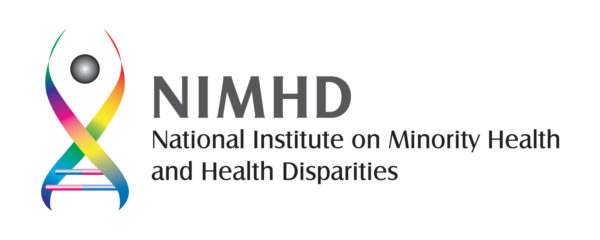 NIMHD
National Institute on Minority Health
and Health Disparities